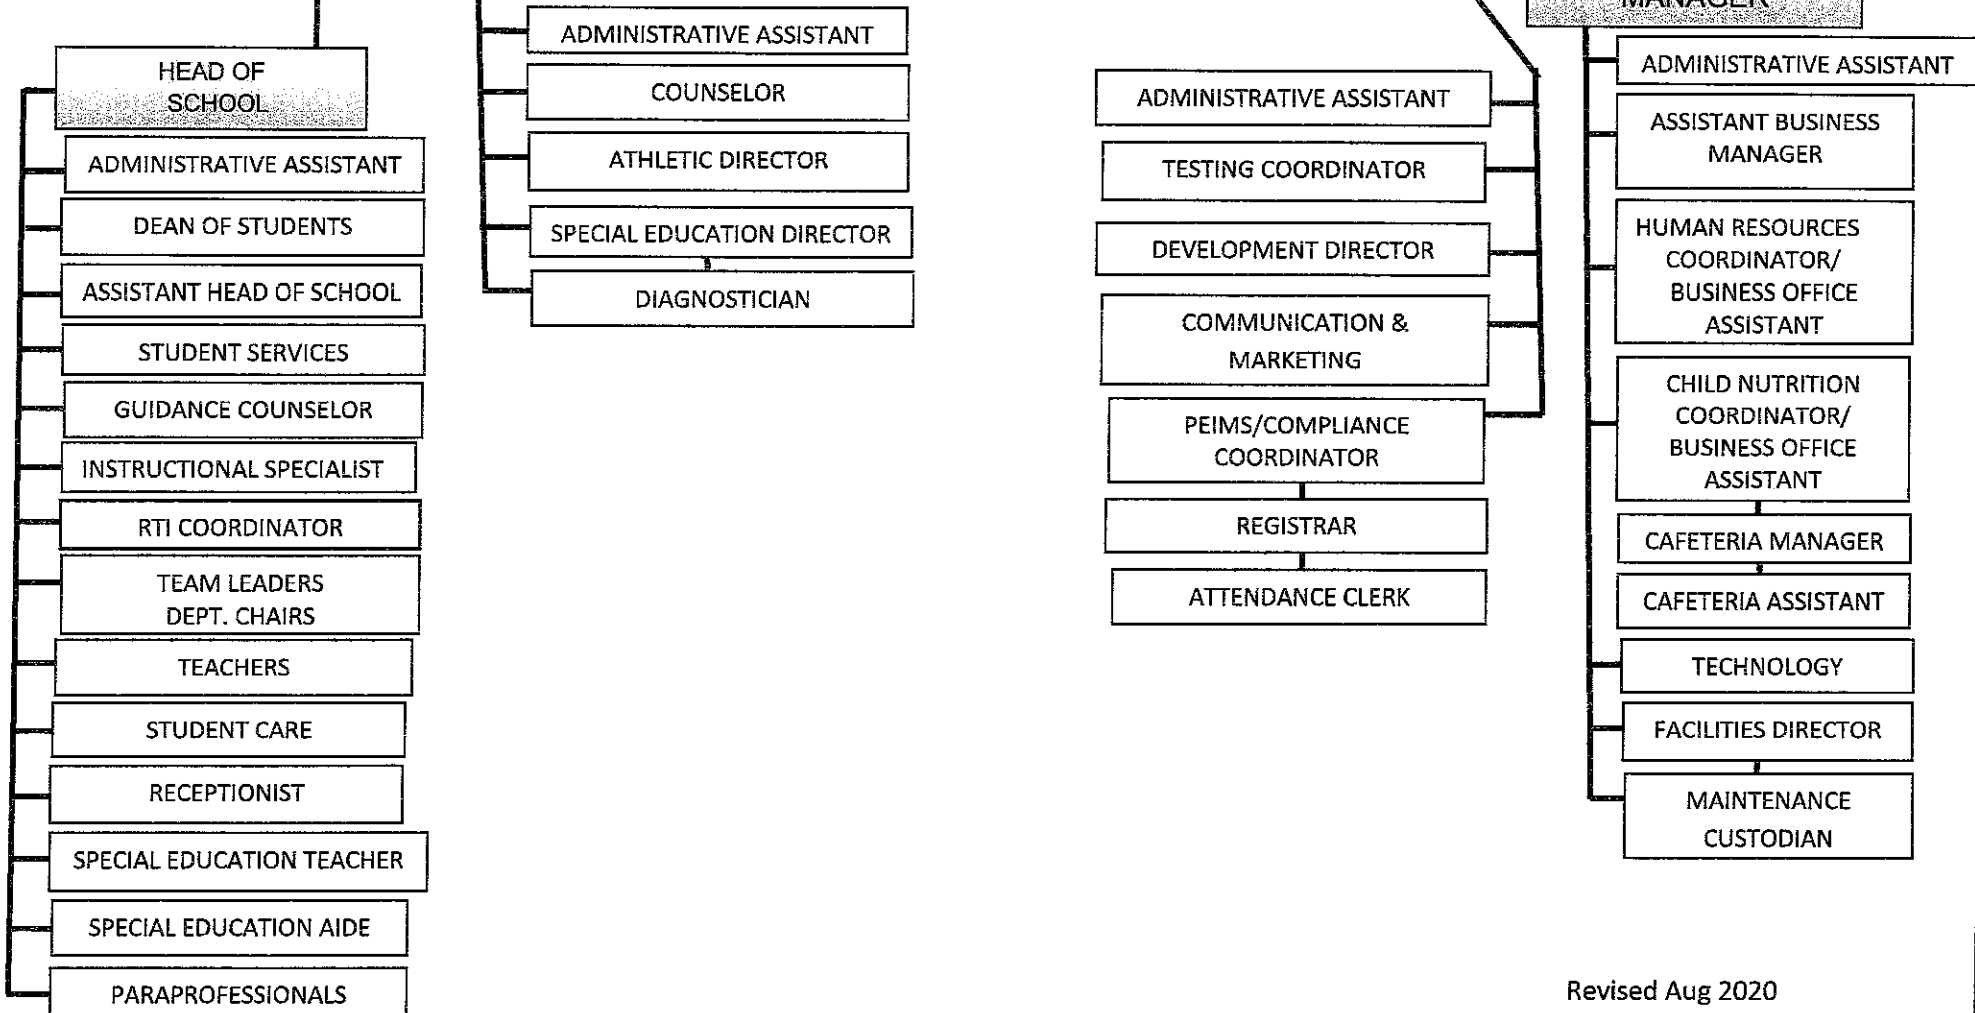 HEAD OF
SCHOOL
ADMINISTRATIVE ASSISTANT
DEAN OF STUDENTS
ASSISTANT HEAD OF SCHOOL
STUDENT SERVICES
GUIDANCE COUNSELOR
INSTRUCTIONAL SPECIALIST
RTI COORDINATOR
TEAM LEADERS
DEPT. CHAIRS
TEACHERS
STUDENT CARE
RECEPTIONIST
SPECIAL EDUCATION TEACHER
SPECIAL EDUCATION AIDE
PARAPROFESSIONALS
ADMINISTRATIVE ASSISTANT
COUNSELOR
ATHLETIC DIRECTOR
SPECIAL EDUCATION DIRECTOR
DIAGNOSTICIAN
ADMINISTRATIVE ASSISTANT
TESTING COORDINATOR
DEVELOPMENT DIRECTOR
COMMUNICATION &
MARKETING
PEIMS/COMPLIANCE
COORDINATOR
REGISTRAR
ATTENDANCE CLERK
MANAGER
ADMINISTRATIVE ASSISTANT
ASSISTANT BUSINESS
MANAGER
HUMAN RESOURCES
COORDINATOR/
BUSINESS OFFICE
ASSISTANT
CHILD NUTRITION
COORDINATOR/
BUSINESS OFFICE
ASSISTANT
CAFETERIA MANAGER
CAFETERIA ASSISTANT
TECHNOLOGY
FACILITIES DIRECTOR
MAINTENANCE
CUSTODIAN
Revised Aug 2020